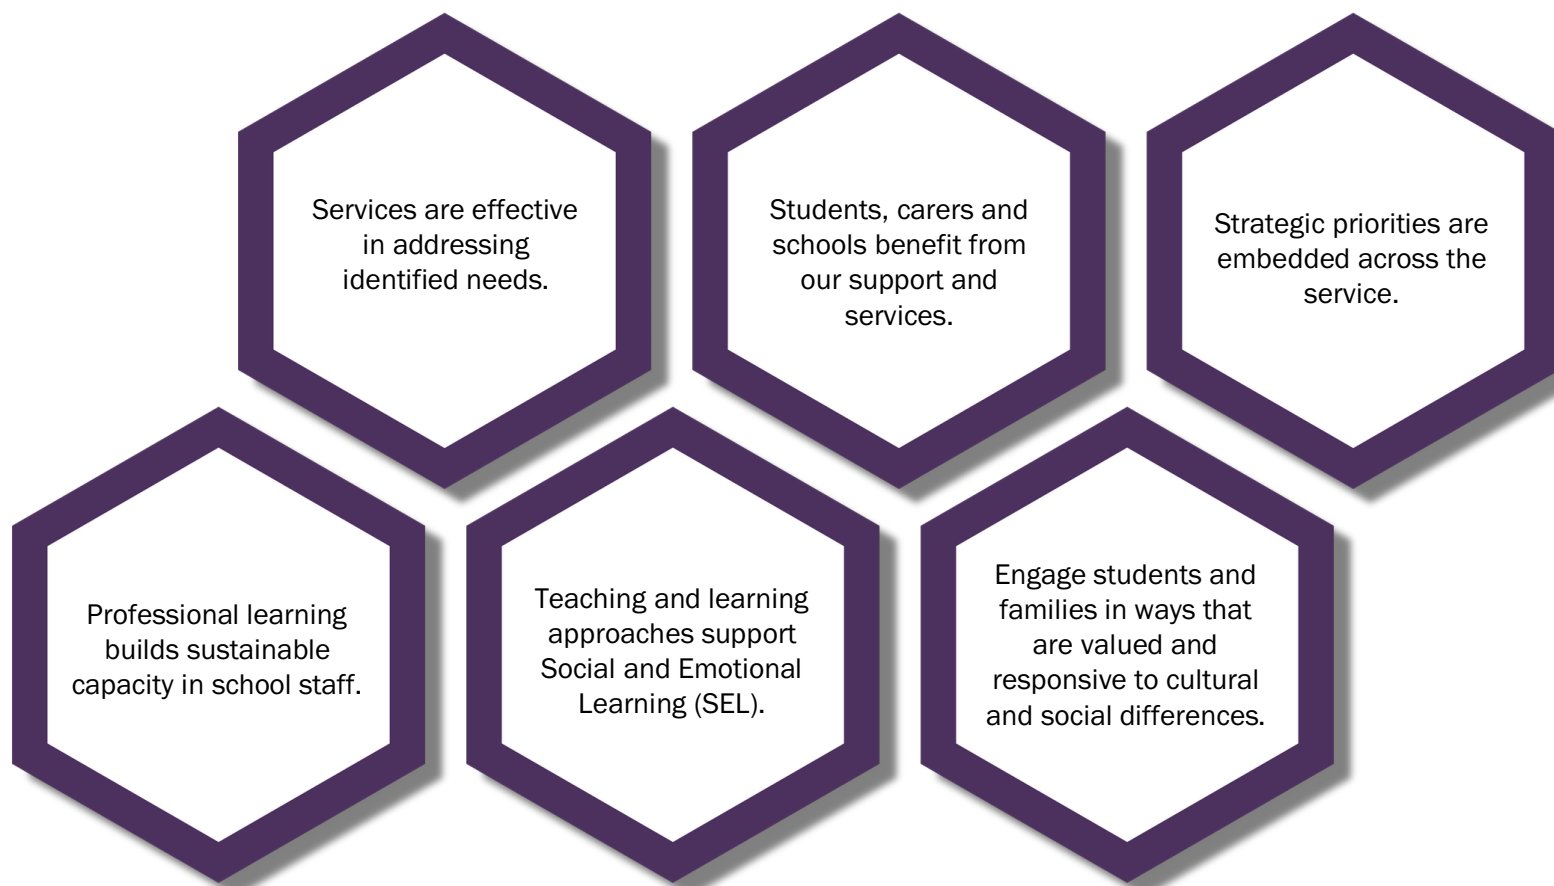 Services are effective
in addressing
identified needs.
Students, carers and
schools benefit from
our support and
services.
Strategic priorities are
embedded across the
service.
Professional learning
builds sustainable
capacity in school staff.
Teaching and learning
approaches support
Social and Emotional
Learning (SEL).
Engage students and
families in ways that
are valued and
responsive to cultural
and social differences.